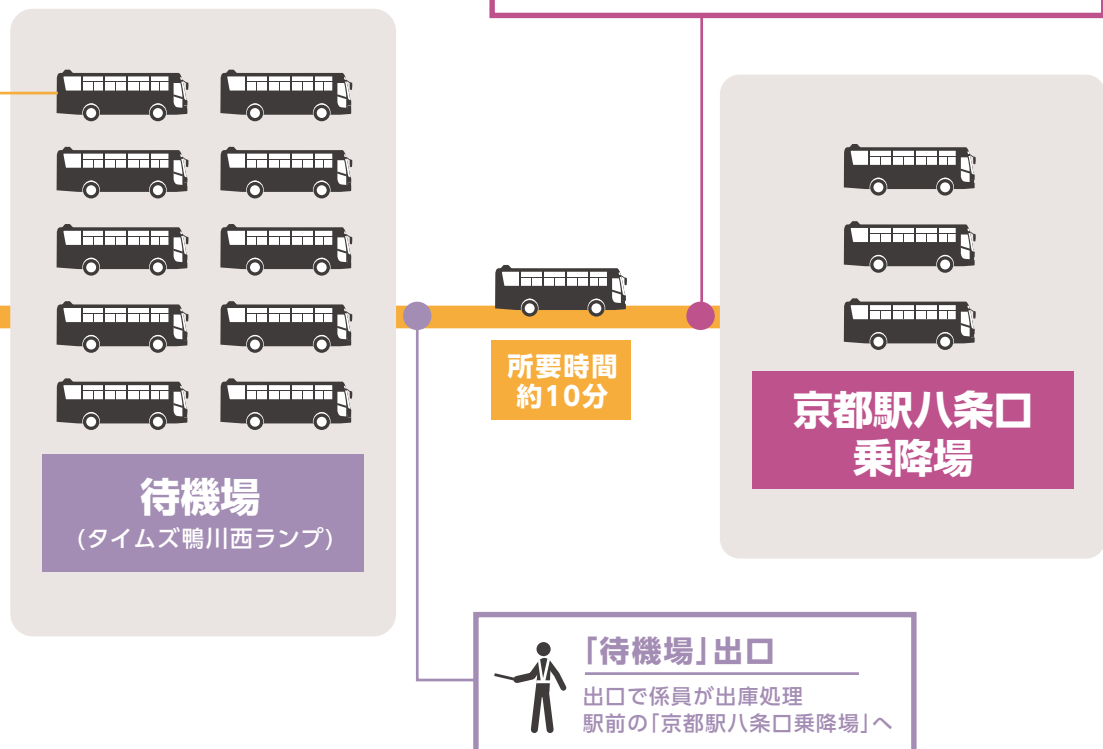 所要時間
約10分
京都駅八条口
乗降場
待機場
(タイムズ鴨川西ランプ)
「待機場」出口
出口で係員が出庫処理
駅前の「京都駅八条口乗降場」へ